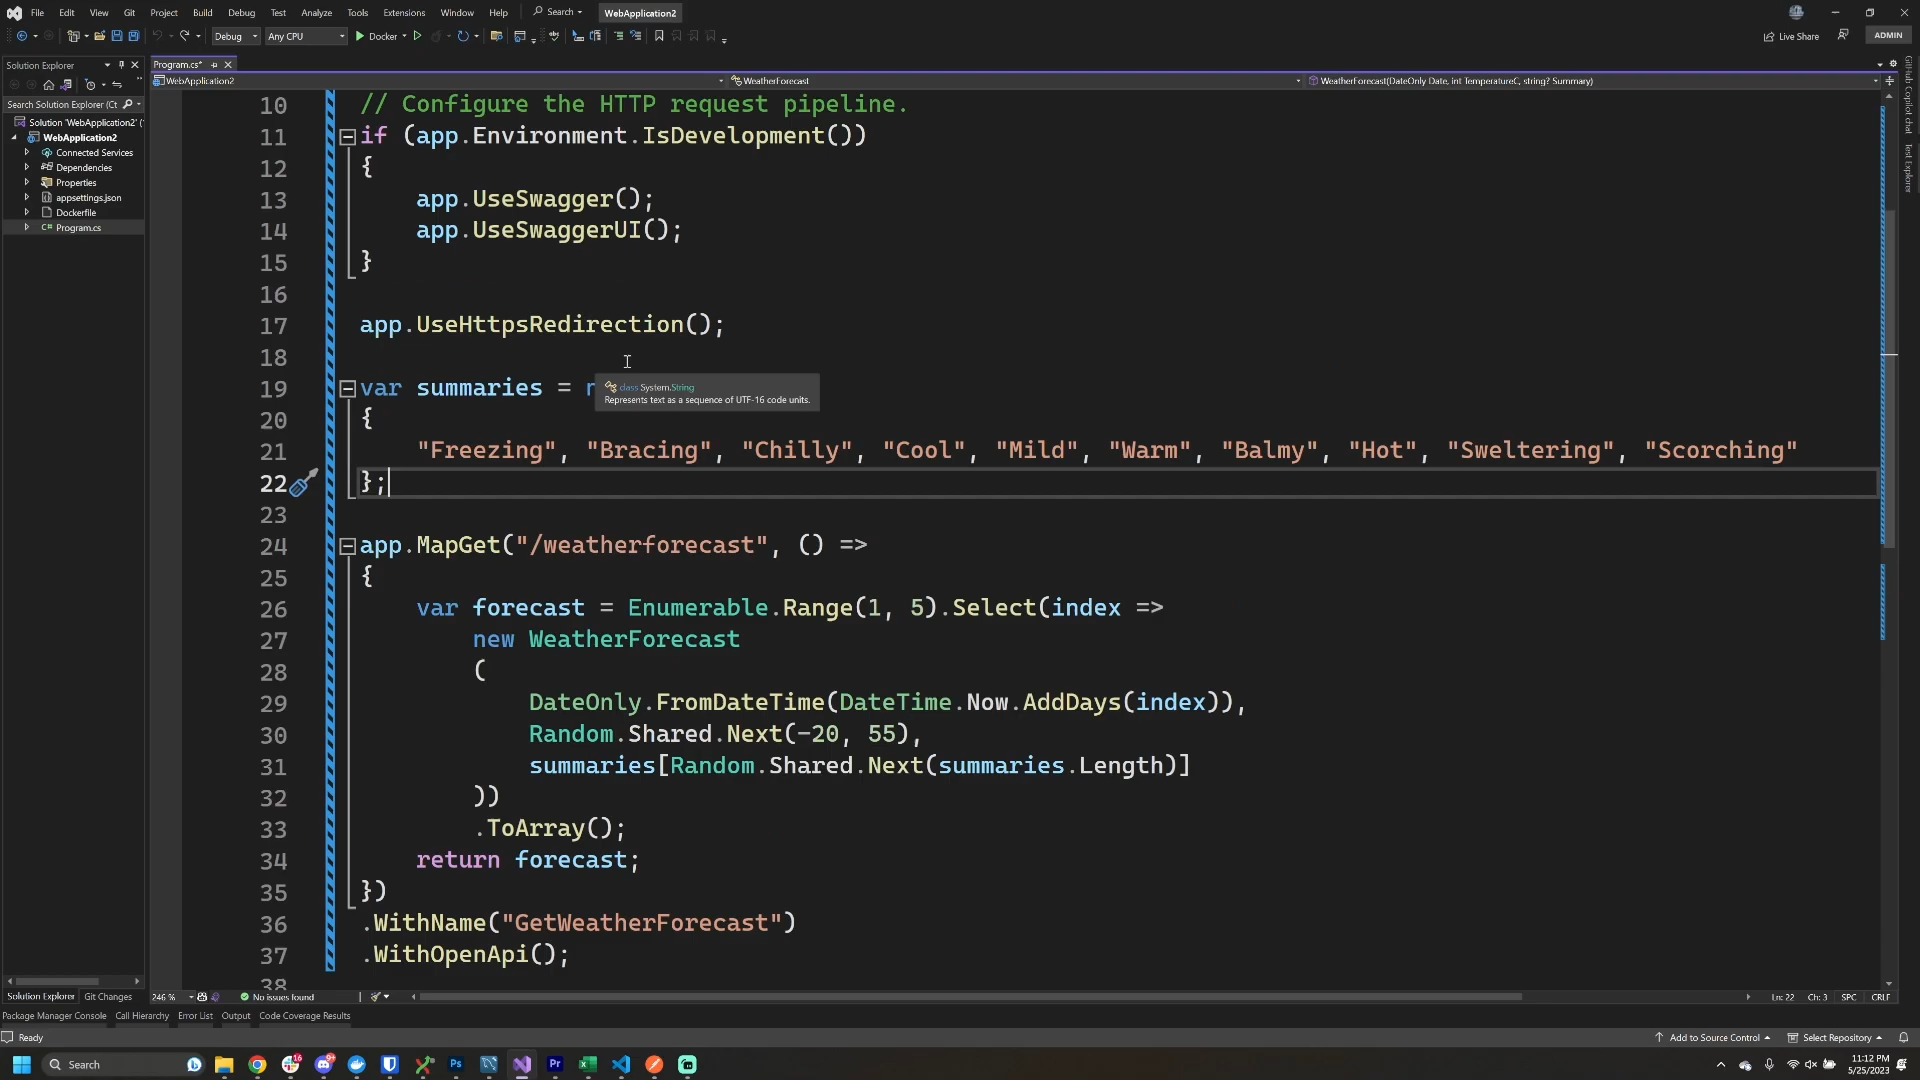 File Edit View Git Project Build Debug Test Analyze Tools Extensions Window Help Search WebApplication2
Debug Any CPU Docker Live Share ADMIN
Solution Explorer
Program.cs*
WebApplication2 WeatherForecast WeatherForecast(DateOnly Date, int TemperatureC, string? Summary)
Search Solution Explorer (Ct
Solution 'WebApplication2' (
WebApplication2
Connected Services
Dependencies
Properties
appsettings.json
Dockerfile
C# Program.cs
10 // Configure the HTTP request pipeline.
11 if (app.Environment.IsDevelopment())
12 {
13 app.UseSwagger();
14 app.UseSwaggerUI();
15 }
16
17 app.UseHttpsRedirection();
18
19 var summaries = n
class System.String
Represents text as a sequence of UTF-16 code units.
20 {
21 "Freezing", "Bracing", "Chilly", "Cool", "Mild", "Warm", "Balmy", "Hot", "Sweltering", "Scorching"
22 };
23
24 app.MapGet("/weatherforecast", () =>
25 {
26 var forecast = Enumerable.Range(1, 5).Select(index =>
27 new WeatherForecast
28 (
29 DateOnly.FromDateTime(DateTime.Now.AddDays(index)),
30 Random.Shared.Next(-20, 55),
31 summaries[Random.Shared.Next(summaries.Length)]
32 ))
33 .ToArray();
34 return forecast;
35 })
36 .WithName("GetWeatherForecast")
37 .WithOpenApi();
38
GitHub Copilot chat
Test Explorer
Solution Explorer Git Changes 246 % No issues found Ln: 22 Ch: 3 SPC CRLF
Package Manager Console Call Hierarchy Error List Output Code Coverage Results
Ready Add to Source Control Select Repository
Search 16 9+ Ps Pr 11:12 PM
5/25/2023